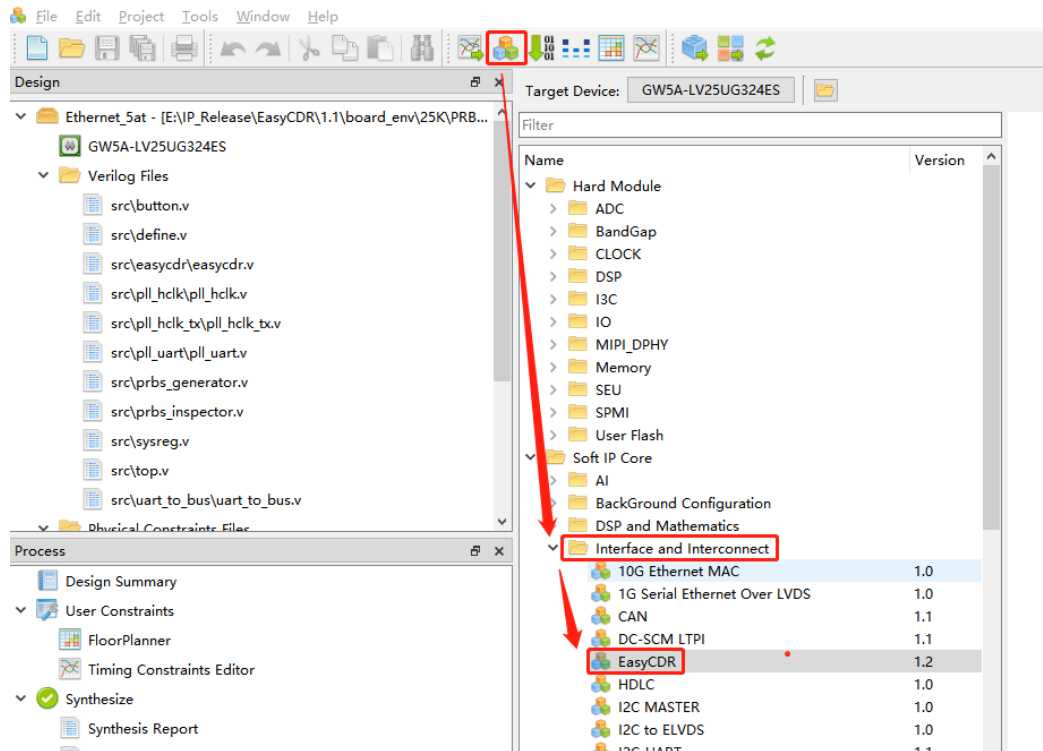 File Edit Project Tools Window Help
Design
Ethernet_5at - [E:\IP_Release\EasyCDR\1.1\board_env\25K\PRB...
GW5A-LV25UG324ES
Verilog Files
src\button.v
src\define.v
src\easycdr\easycdr.v
src\pll_hclk\pll_hclk.v
src\pll_hclk_tx\pll_hclk_tx.v
src\pll_uart\pll_uart.v
src\prbs_generator.v
src\prbs_inspector.v
src\sysreg.v
src\top.v
src\uart_to_bus\uart_to_bus.v
Physical Constraints Files
Process
Design Summary
User Constraints
FloorPlanner
Timing Constraints Editor
Synthesize
Synthesis Report
Target Device: GW5A-LV25UG324ES
Filter
Name Version
Hard Module
ADC
BandGap
CLOCK
DSP
I3C
IO
MIPI_DPHY
Memory
SEU
SPMI
User Flash
Soft IP Core
AI
BackGround Configuration
DSP and Mathematics
Interface and Interconnect
10G Ethernet MAC 1.0
1G Serial Ethernet Over LVDS 1.0
CAN 1.1
DC-SCM LTPI 1.1
EasyCDR 1.2
HDLC 1.0
I2C MASTER 1.0
I2C to ELVDS 1.0